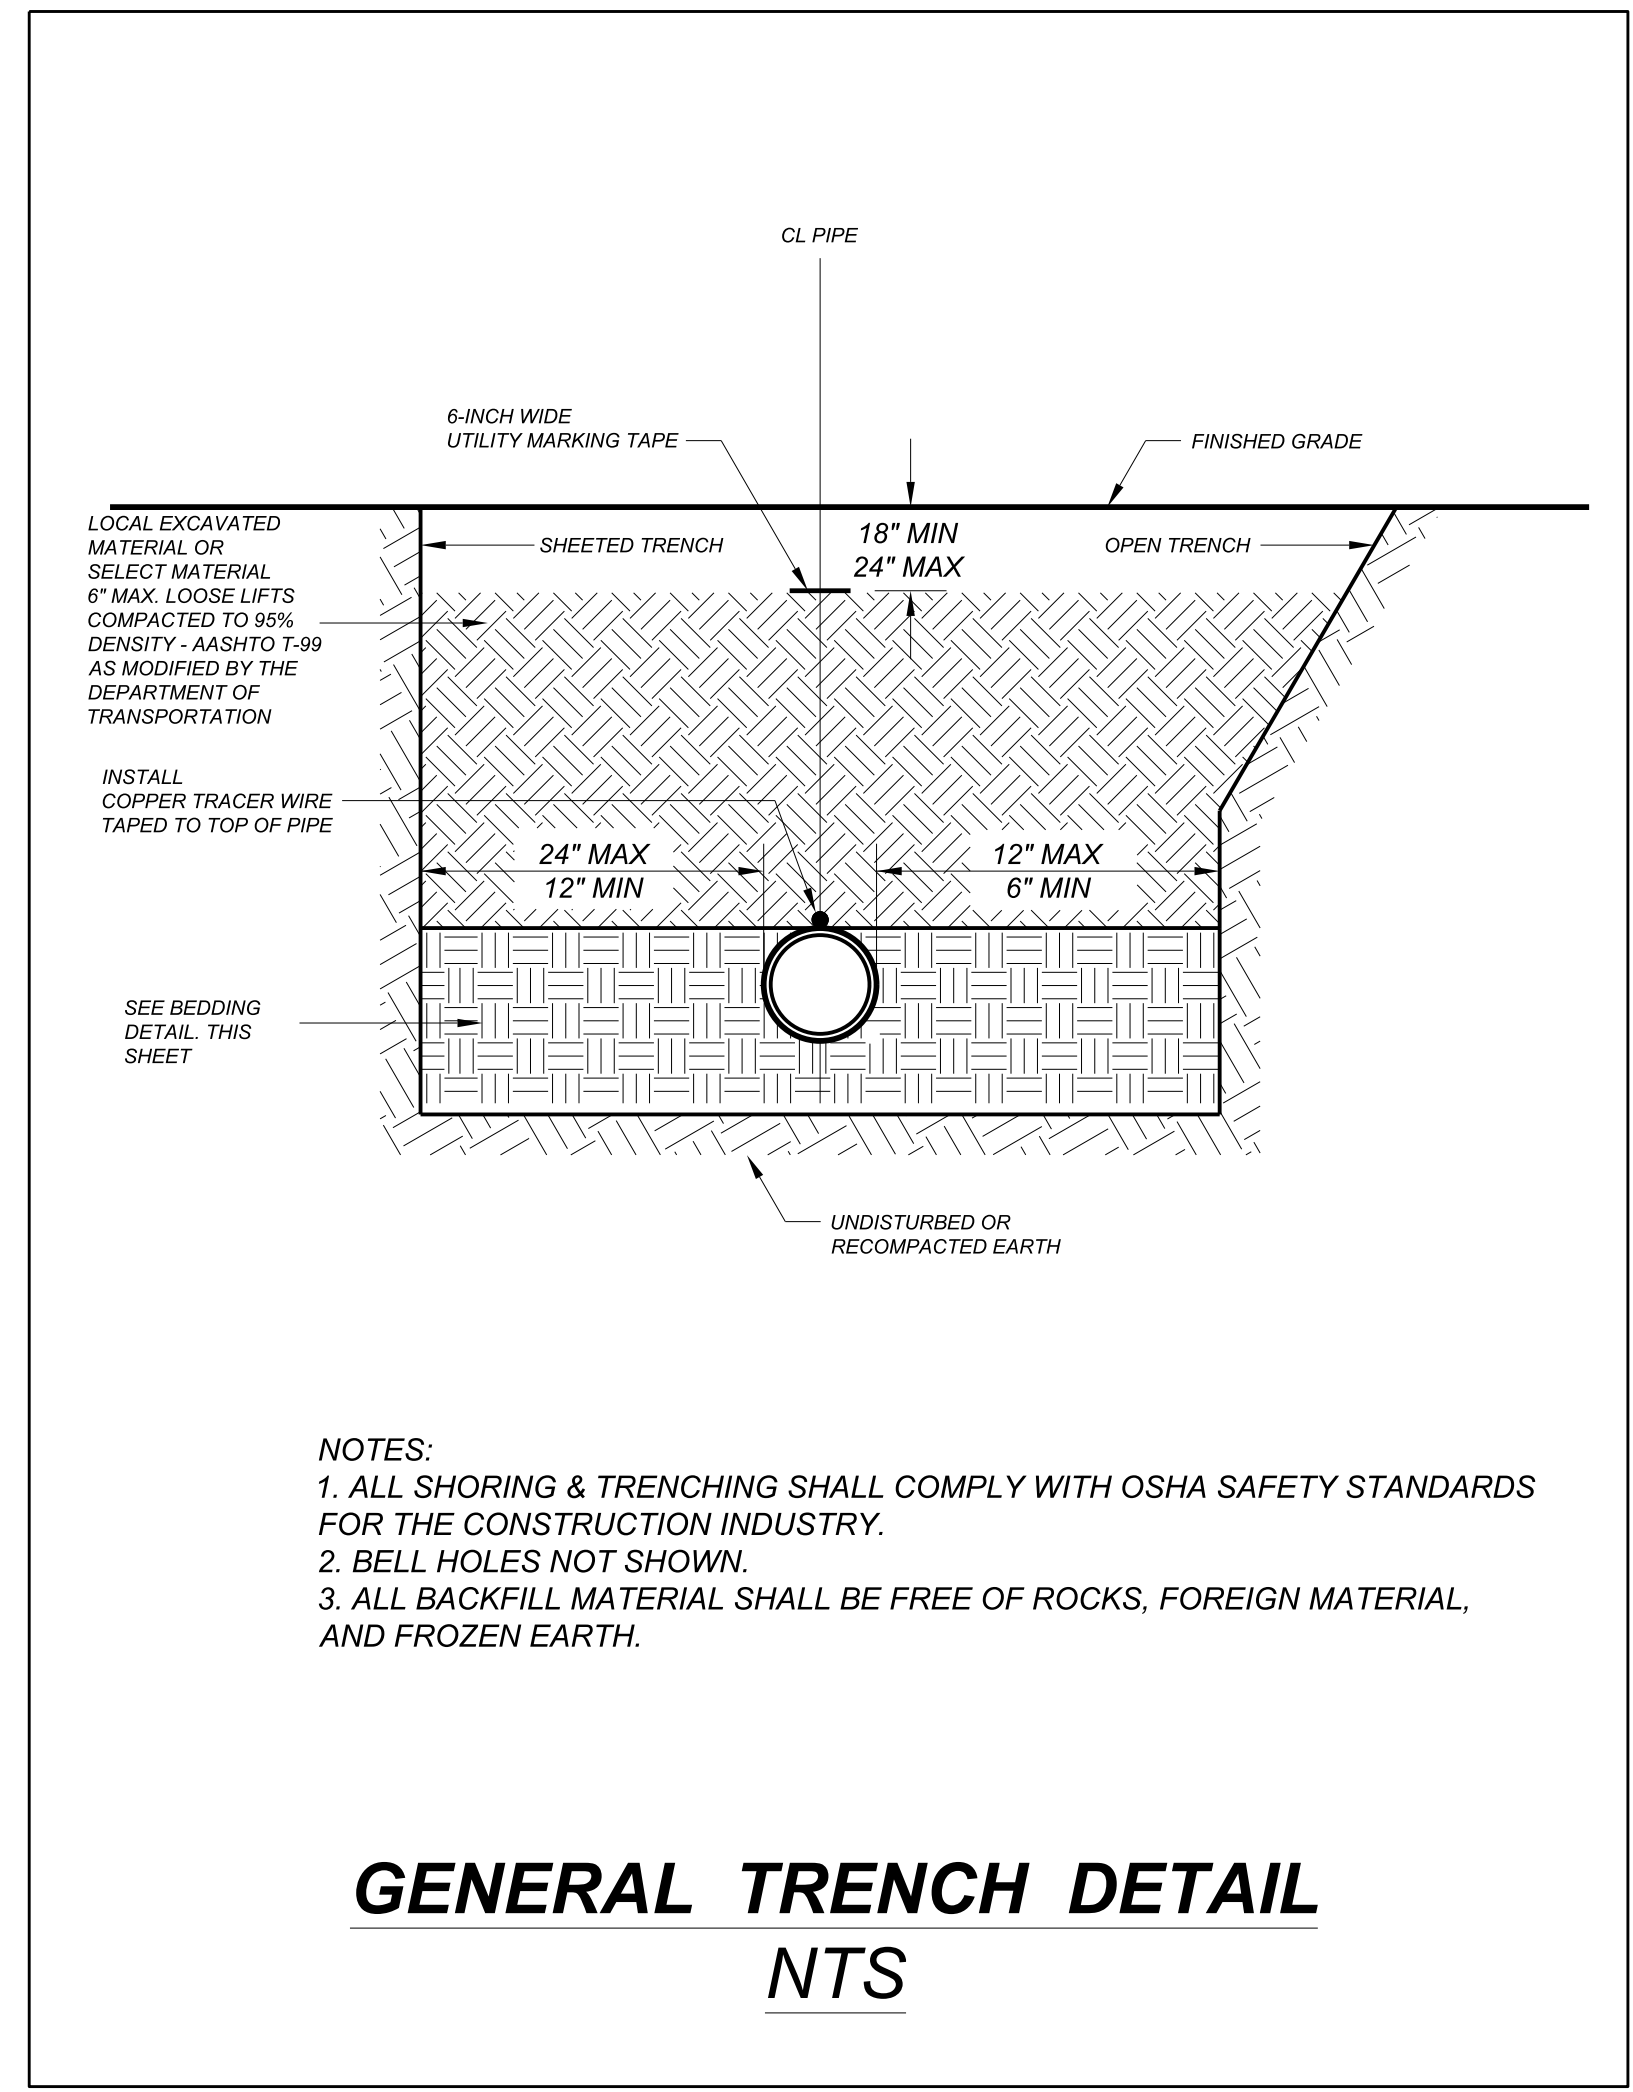 CL PIPE
6-INCH WIDE
UTILITY MARKING TAPE
FINISHED GRADE
LOCAL EXCAVATED
MATERIAL OR
SELECT MATERIAL
6" MAX. LOOSE LIFTS
COMPACTED TO 95%
DENSITY - AASHTO T-99
AS MODIFIED BY THE
DEPARTMENT OF
TRANSPORTATION
SHEETED TRENCH
18" MIN
24" MAX
OPEN TRENCH
INSTALL
COPPER TRACER WIRE
TAPED TO TOP OF PIPE
24" MAX
12" MIN
12" MAX
6" MIN
SEE BEDDING
DETAIL. THIS
SHEET
UNDISTURBED OR
RECOMPACTED EARTH
NOTES:
1. ALL SHORING & TRENCHING SHALL COMPLY WITH OSHA SAFETY STANDARDS
FOR THE CONSTRUCTION INDUSTRY.
2. BELL HOLES NOT SHOWN.
3. ALL BACKFILL MATERIAL SHALL BE FREE OF ROCKS, FOREIGN MATERIAL,
AND FROZEN EARTH.
GENERAL TRENCH DETAIL
NTS